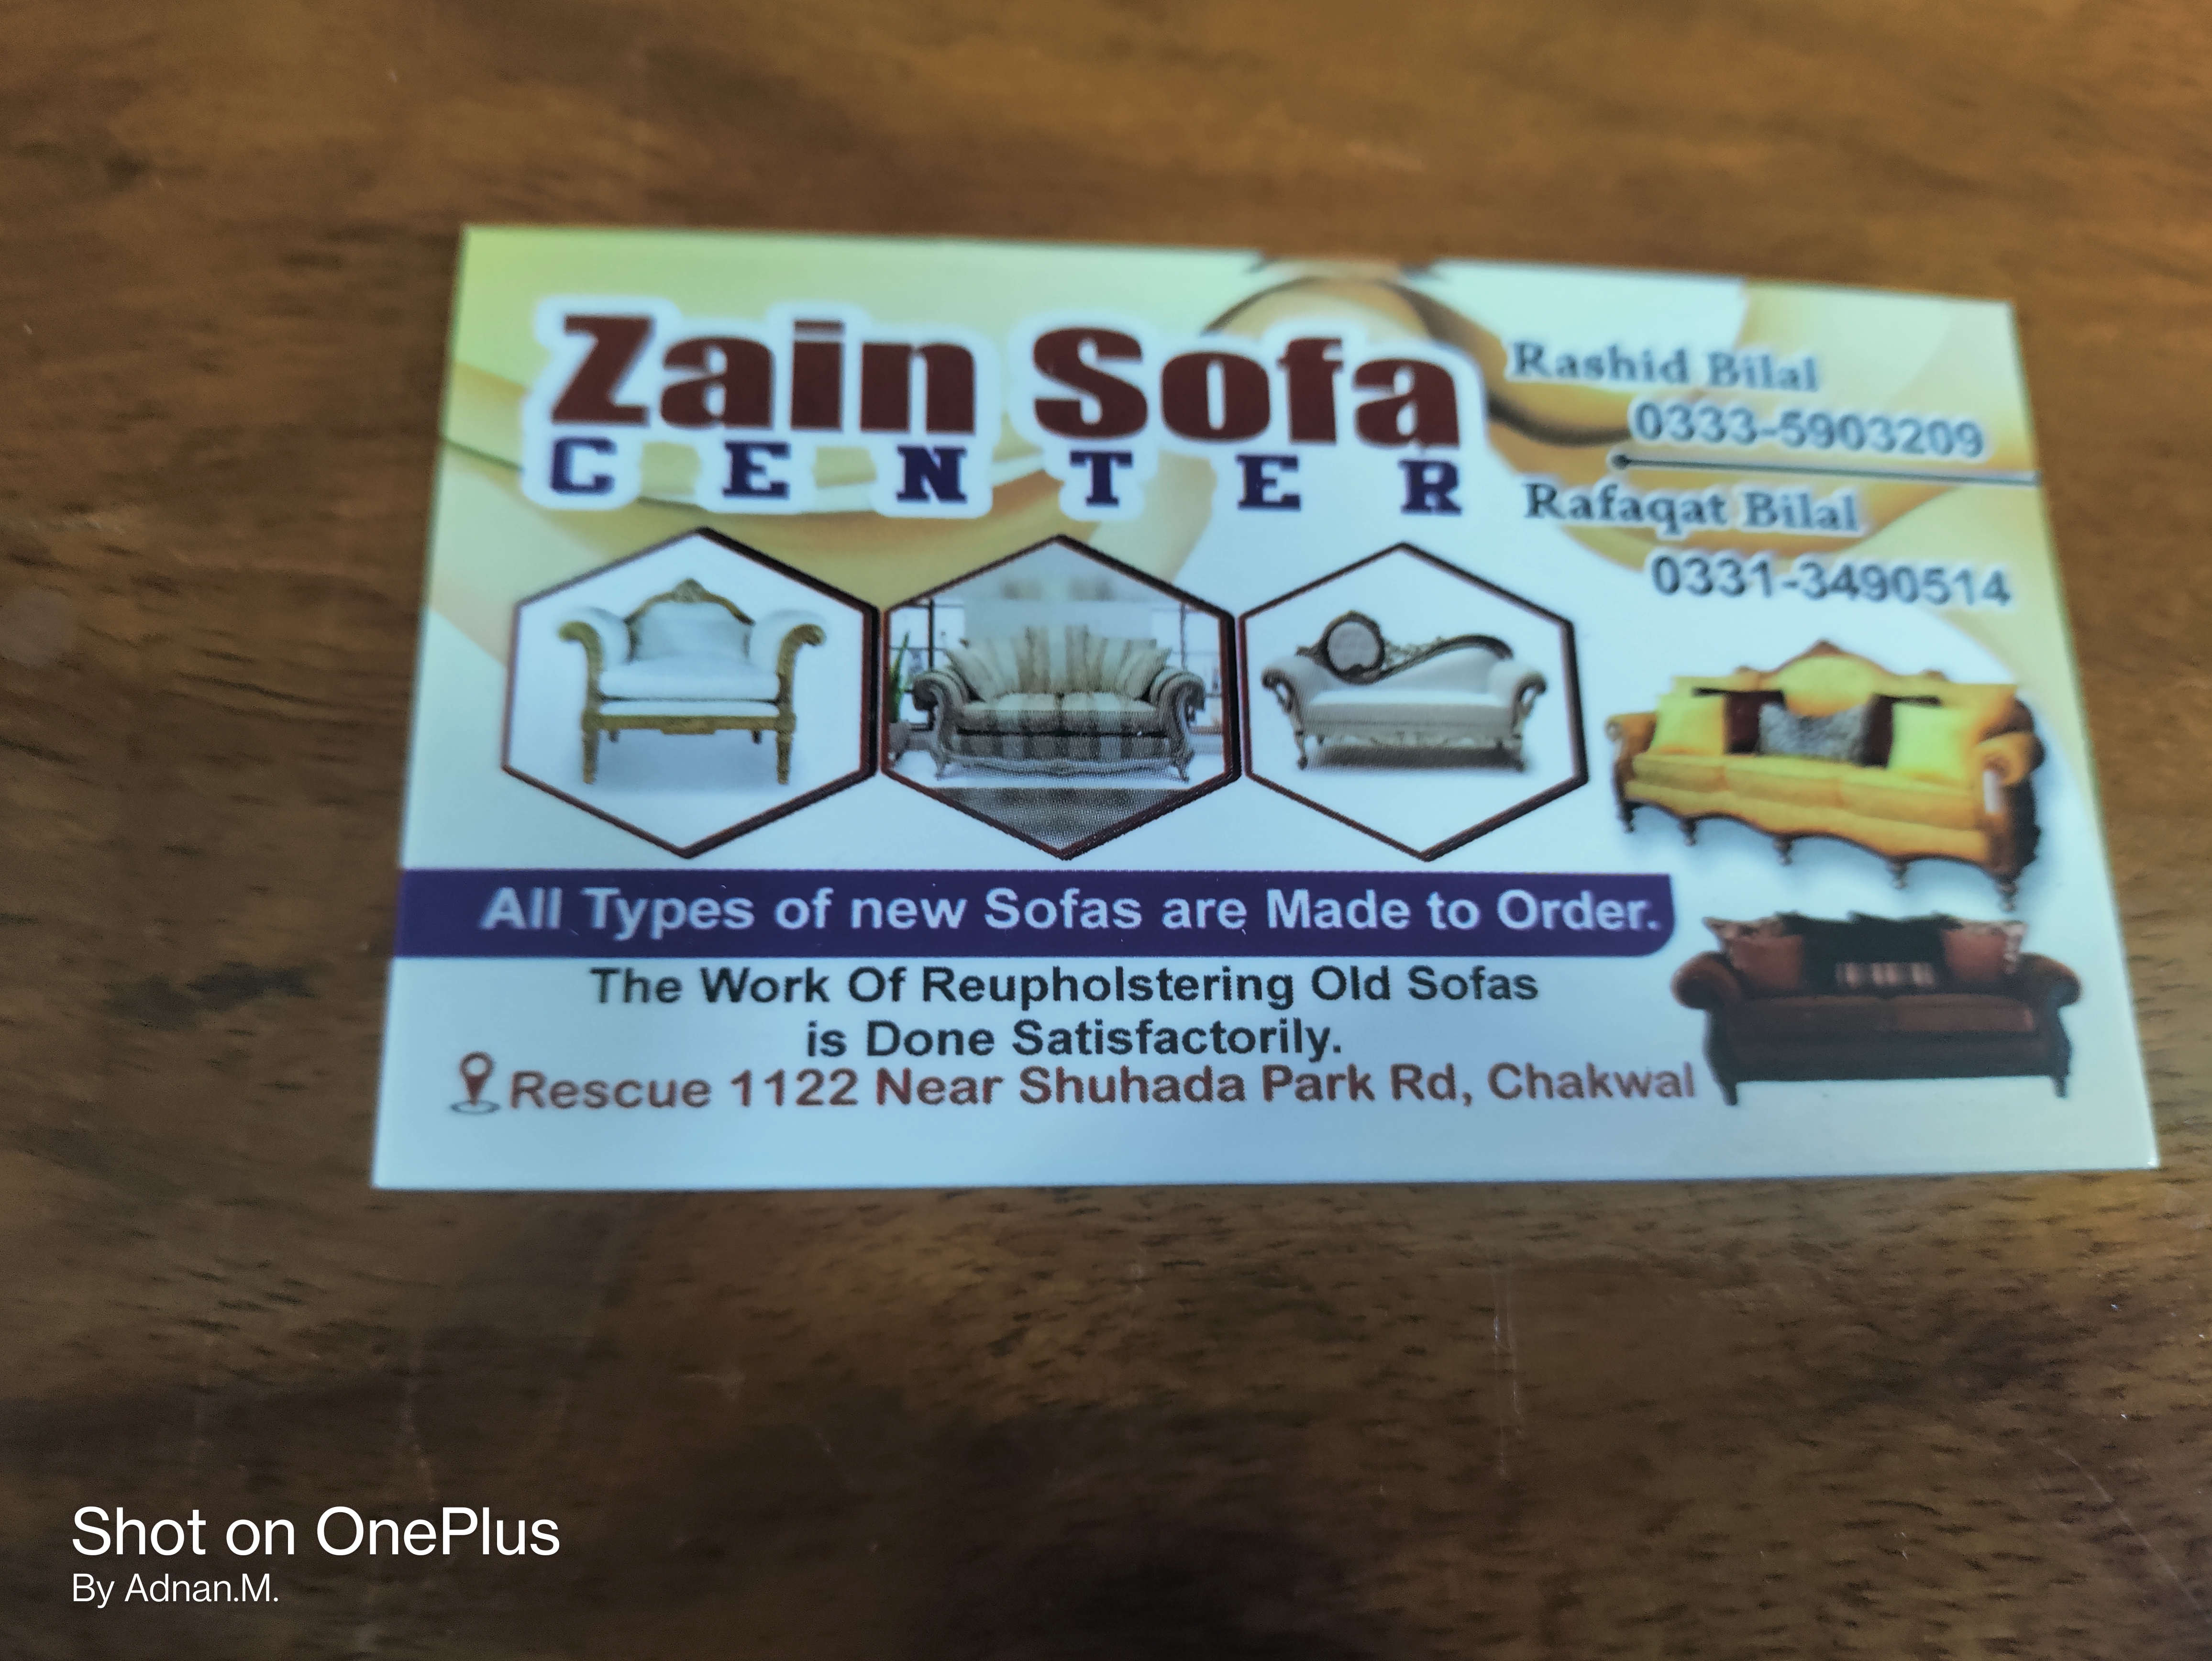 Zain Sofa
CENTER
Rashid Bilal
0333-5903209
Rafaqat Bilal
0331-3490514
All Types of new Sofas are Made to Order.
The Work Of Reupholstering Old Sofas
is Done Satisfactorily.
Rescue 1122 Near Shuhada Park Rd, Chakwal
Shot on OnePlus
By Adnan.M.